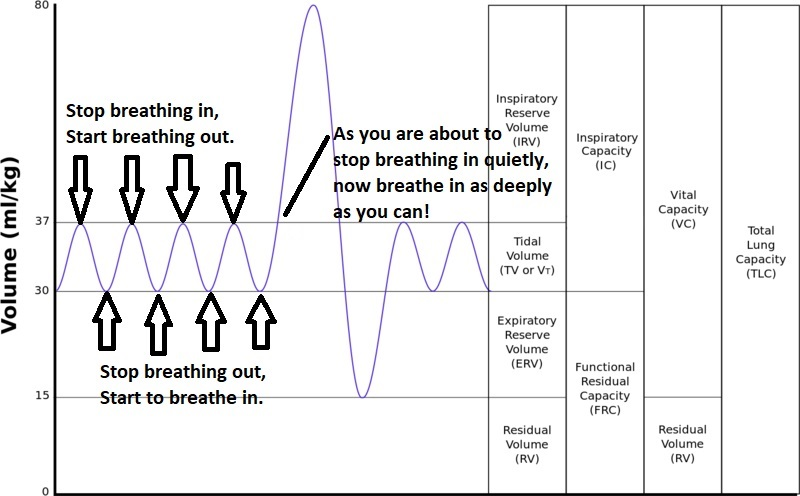 80
37
30
15
0
Volume (ml/kg)
Stop breathing in,
Start breathing out.
As you are about to
stop breathing in quietly,
now breathe in as deeply
as you can!
Stop breathing out,
Start to breathe in.
Inspiratory
Reserve
Volume
(IRV)
Tidal
Volume
(TV or VT)
Expiratory
Reserve
Volume
(ERV)
Residual
Volume
(RV)
Inspiratory
Capacity
(IC)
Functional
Residual
Capacity
(FRC)
Vital
Capacity
(VC)
Residual
Volume
(RV)
Total
Lung
Capacity
(TLC)